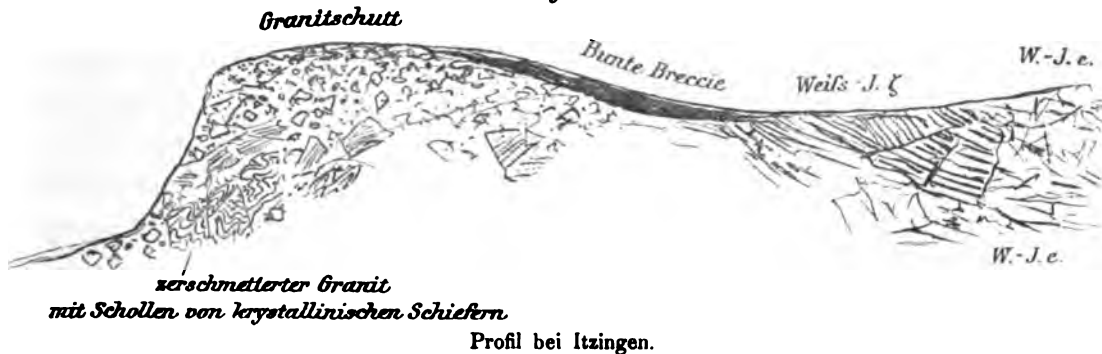 Granitschutt
Bunte Breccie
Weiſs-J. ζ
W.-J. e.
W.-J. e.
zerschmetterter Granit
mit Schollen von krystallinischen Schiefern
Profil bei Itzingen.